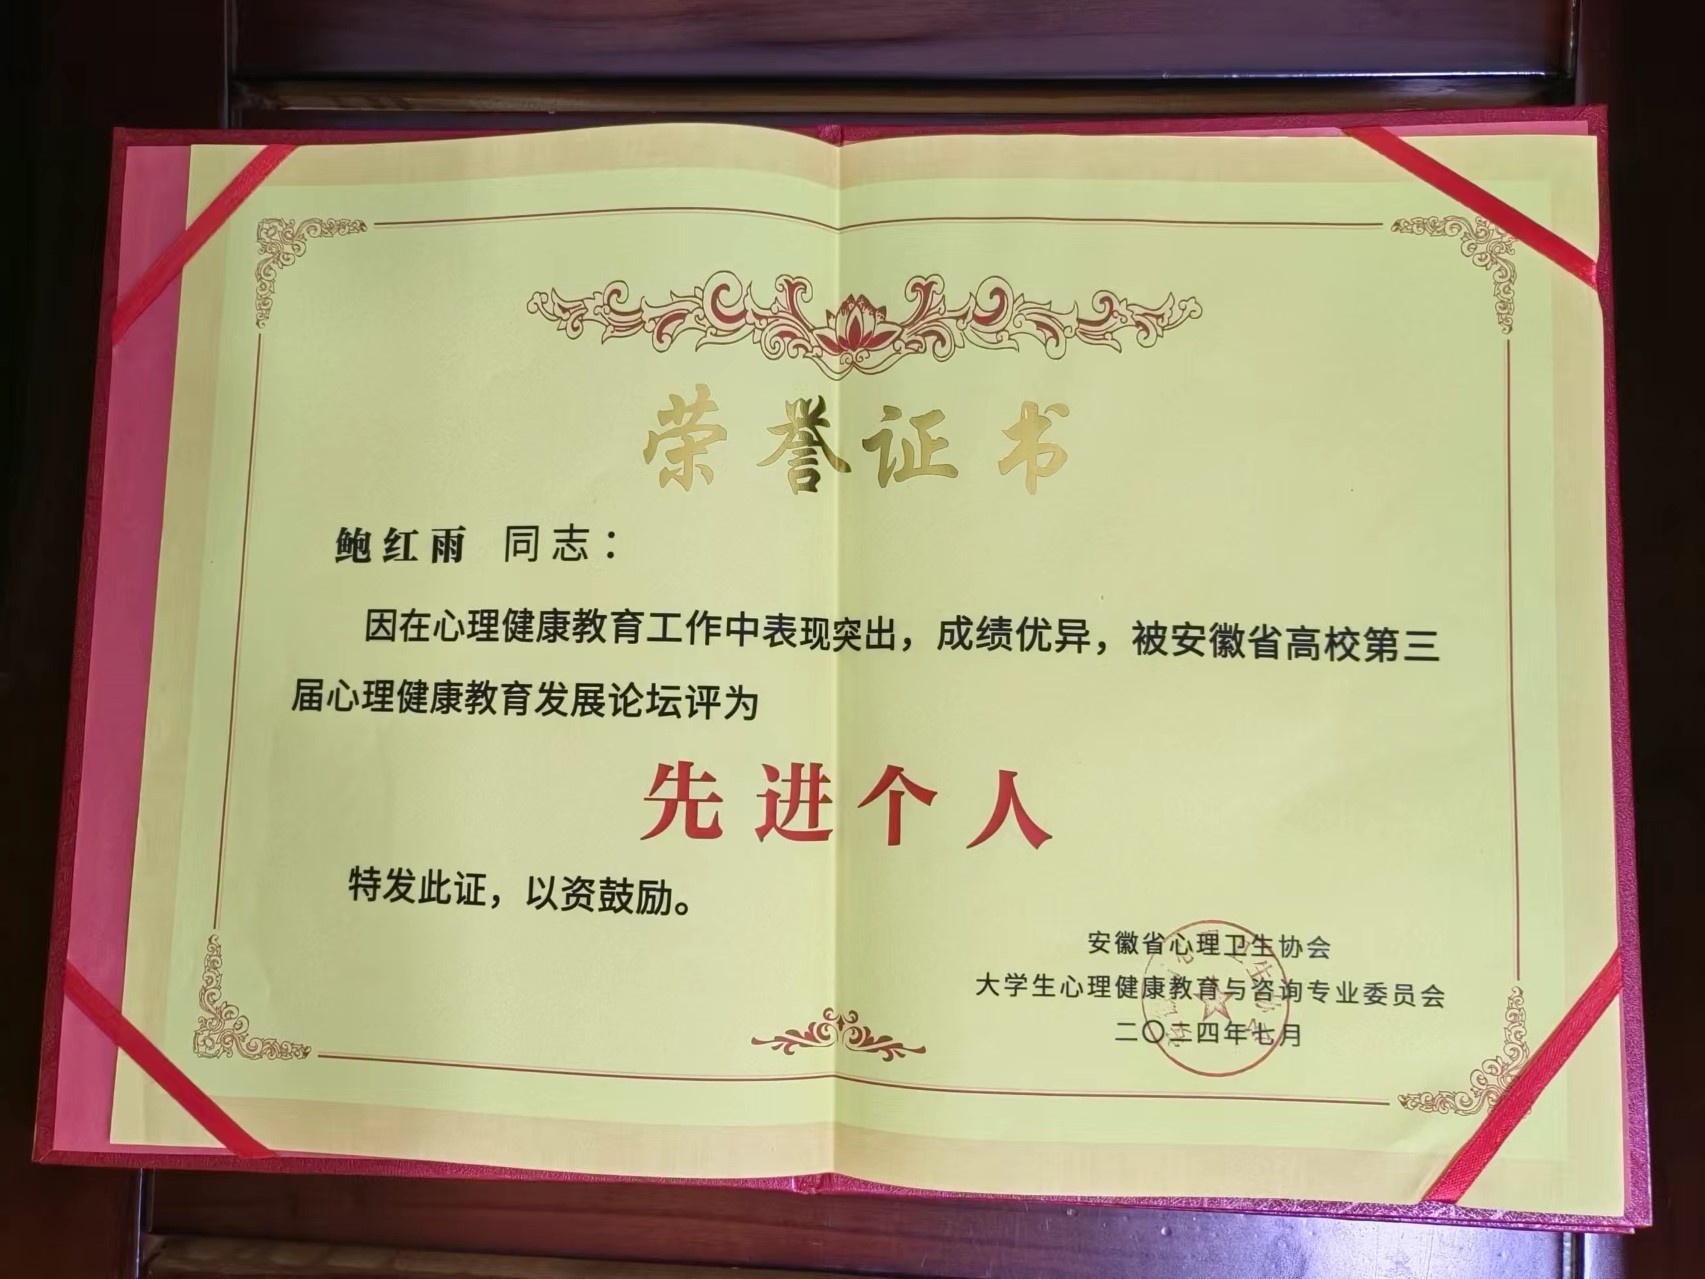 荣誉证书
鲍红雨 同志：
因在心理健康教育工作中表现突出，成绩优异，被安徽省高校第三
届心理健康教育发展论坛评为
先进个人
特发此证，以资鼓励。
安徽省心理卫生协会
大学生心理健康教育与咨询专业委员会
二〇二四年七月